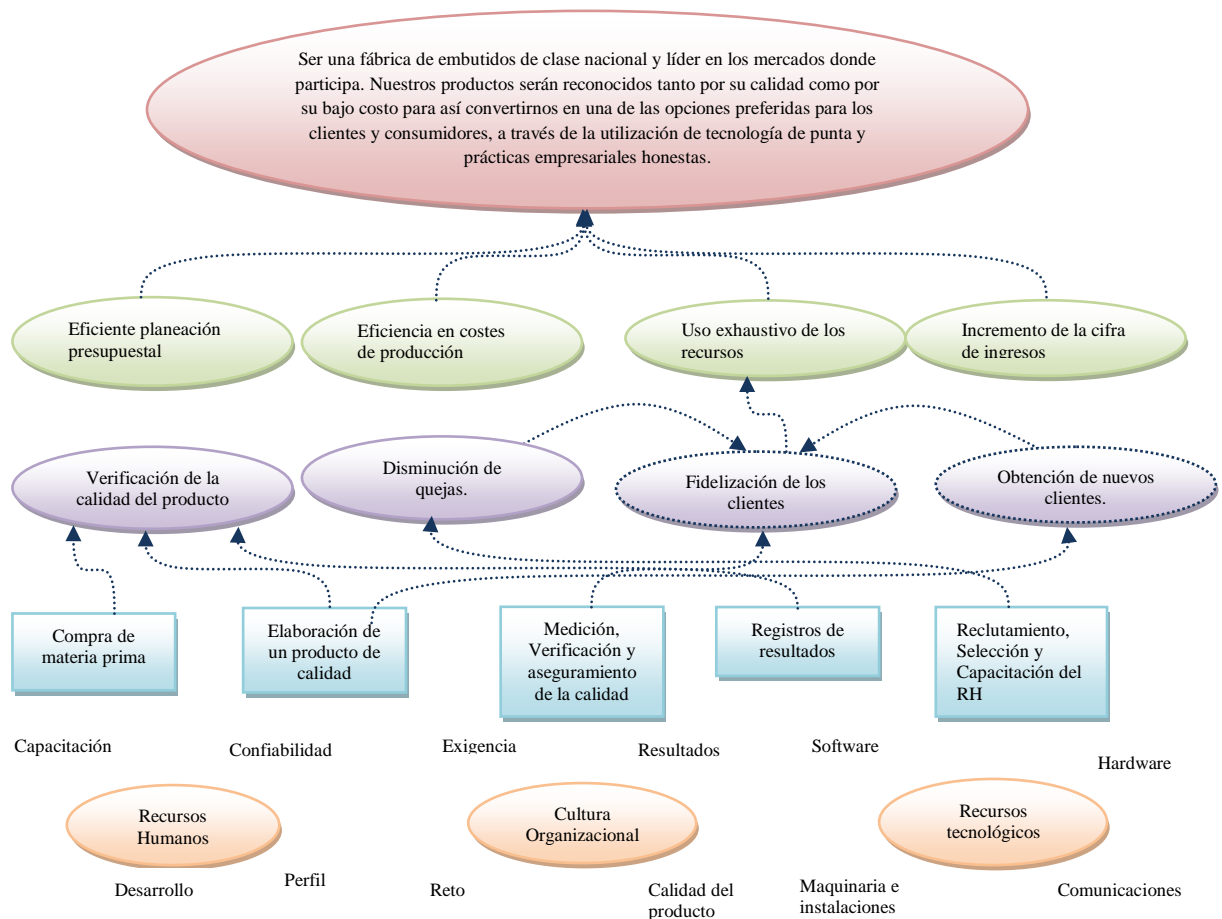 Ser una fábrica de embutidos de clase nacional y líder en los mercados donde
participa. Nuestros productos serán reconocidos tanto por su calidad como por
su bajo costo para así convertirnos en una de las opciones preferidas para los
clientes y consumidores, a través de la utilización de tecnología de punta y
prácticas empresariales honestas.
Eficiente planeación
presupuestal
Eficiencia en costes
de producción
Uso exhaustivo de los
recursos
Incremento de la cifra
de ingresos
Verificación de la
calidad del producto
Disminución de
quejas.
Fidelización de los
clientes
Obtención de nuevos
clientes.
Compra de
materia prima
Elaboración de
un producto de
calidad
Medición,
Verificación y
aseguramiento
de la calidad
Registros de
resultados
Reclutamiento,
Selección y
Capacitación del
RH
Capacitación
Confiabilidad
Exigencia
Resultados
Software
Hardware
Recursos
Humanos
Cultura
Organizacional
Recursos
tecnológicos
Desarrollo
Perfil
Reto
Calidad del
producto
Maquinaria e
instalaciones
Comunicaciones